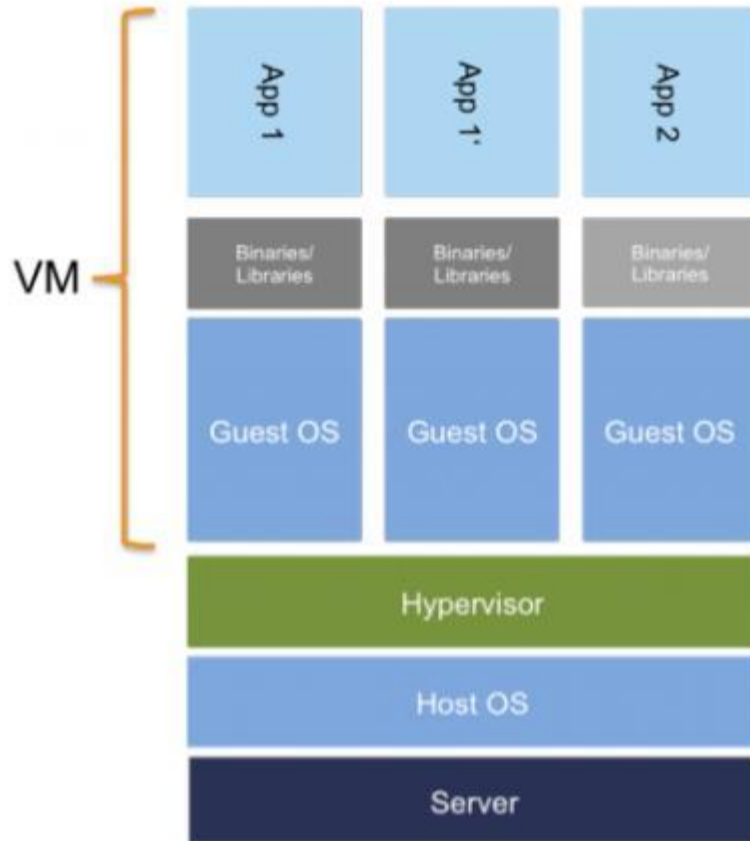 App 1
App 1'
App 2
Binaries/
Libraries
Binaries/
Libraries
Binaries/
Libraries
VM
Guest OS
Guest OS
Guest OS
Hypervisor
Host OS
Server